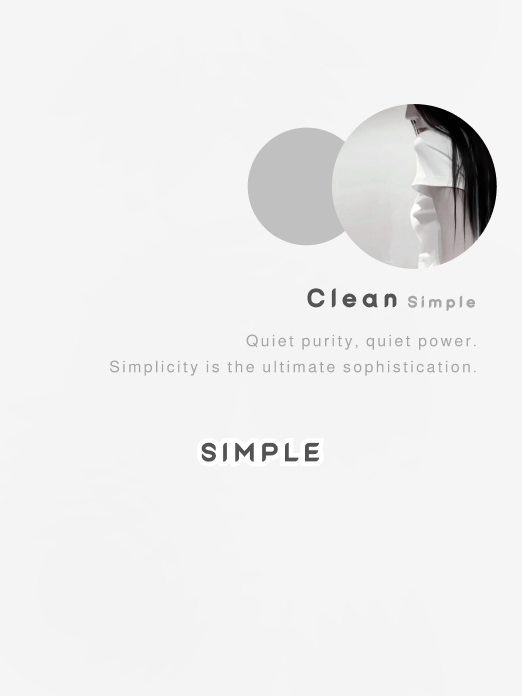 Clean Simple
Quiet purity, quiet power.
Simplicity is the ultimate sophistication.
SIMPLE